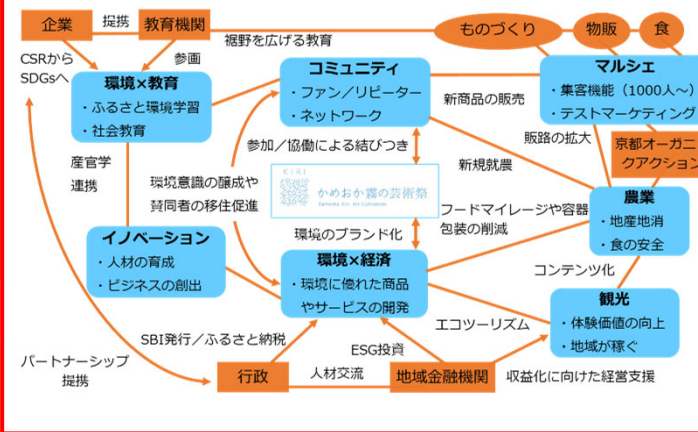 企業
提携
教育機関
ものづくり
物販
食
裾野を広げる教育
CSRから
SDGsへ
参画
環境×教育
・ふるさと環境学習
・社会教育
コミュニティ
・ファン／リピーター
・ネットワーク
マルシェ
・集客機能（1000人～）
・テストマーケティング
新商品の販売
販路の拡大
京都オーガニ
クアクション
参加／協働による結びつき
産官学
連携
環境意識の醸成や
賛同者の移住促進
KIRI
かめおか霧の芸術祭
Kameoka Kiri Art Cultivation
新規就農
農業
・地産地消
・食の安全
フードマイレージや容器
包装の削減
環境のブランド化
イノベーション
・人材の育成
・ビジネスの創出
環境×経済
・環境に優れた商品
やサービスの開発
コンテンツ化
観光
・体験価値の向上
・地域が稼ぐ
エコツーリズム
SBI発行／ふるさと納税
ESG投資
パートナーシップ
提携
行政
人材交流
地域金融機関
収益化に向けた経営支援